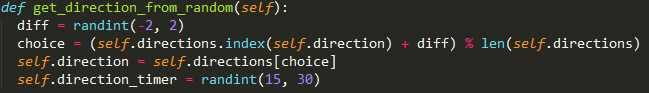 def get_direction_from_random(self):
  diff = randint(-2, 2)
  choice = (self.directions.index(self.direction) + diff) % len(self.directions)
  self.direction = self.directions[choice]
  self.direction_timer = randint(15, 30)